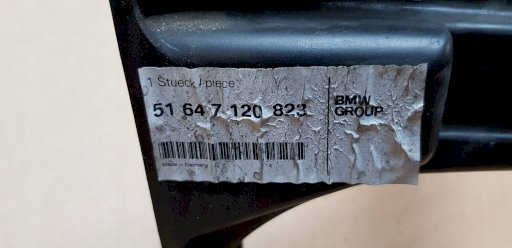 1 Stueck / piece
51 64 7 120 823
BMW
GROUP
Made in Germany